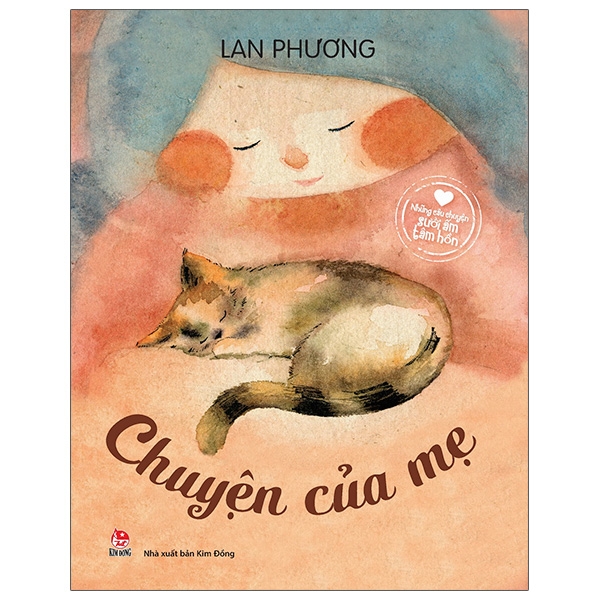 LAN PHƯƠNG
Những câu chuyện
sưởi ấm
tâm hồn
Chuyện của mẹ
KIM ĐỒNG
Nhà xuất bản Kim Đồng